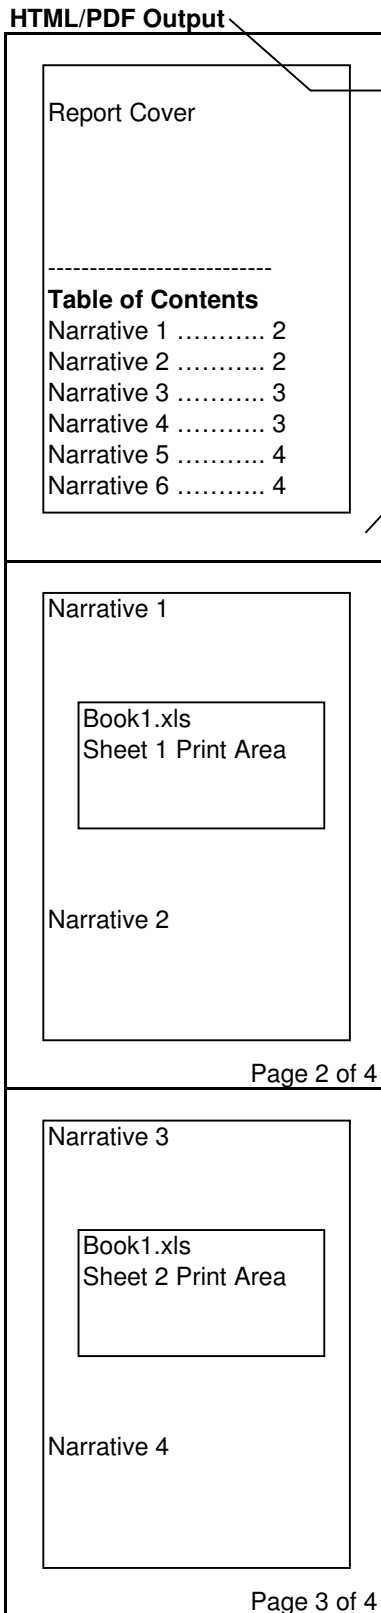 HTML/PDF Output
Report Cover
---------------------------
Table of Contents
Narrative 1 ……….. 2
Narrative 2 ……….. 2
Narrative 3 ……….. 3
Narrative 4 ……….. 3
Narrative 5 ……….. 4
Narrative 6 ……….. 4
Narrative 1
Book1.xls
Sheet 1 Print Area
Narrative 2
Page 2 of 4
Narrative 3
Book1.xls
Sheet 2 Print Area
Narrative 4
Page 3 of 4